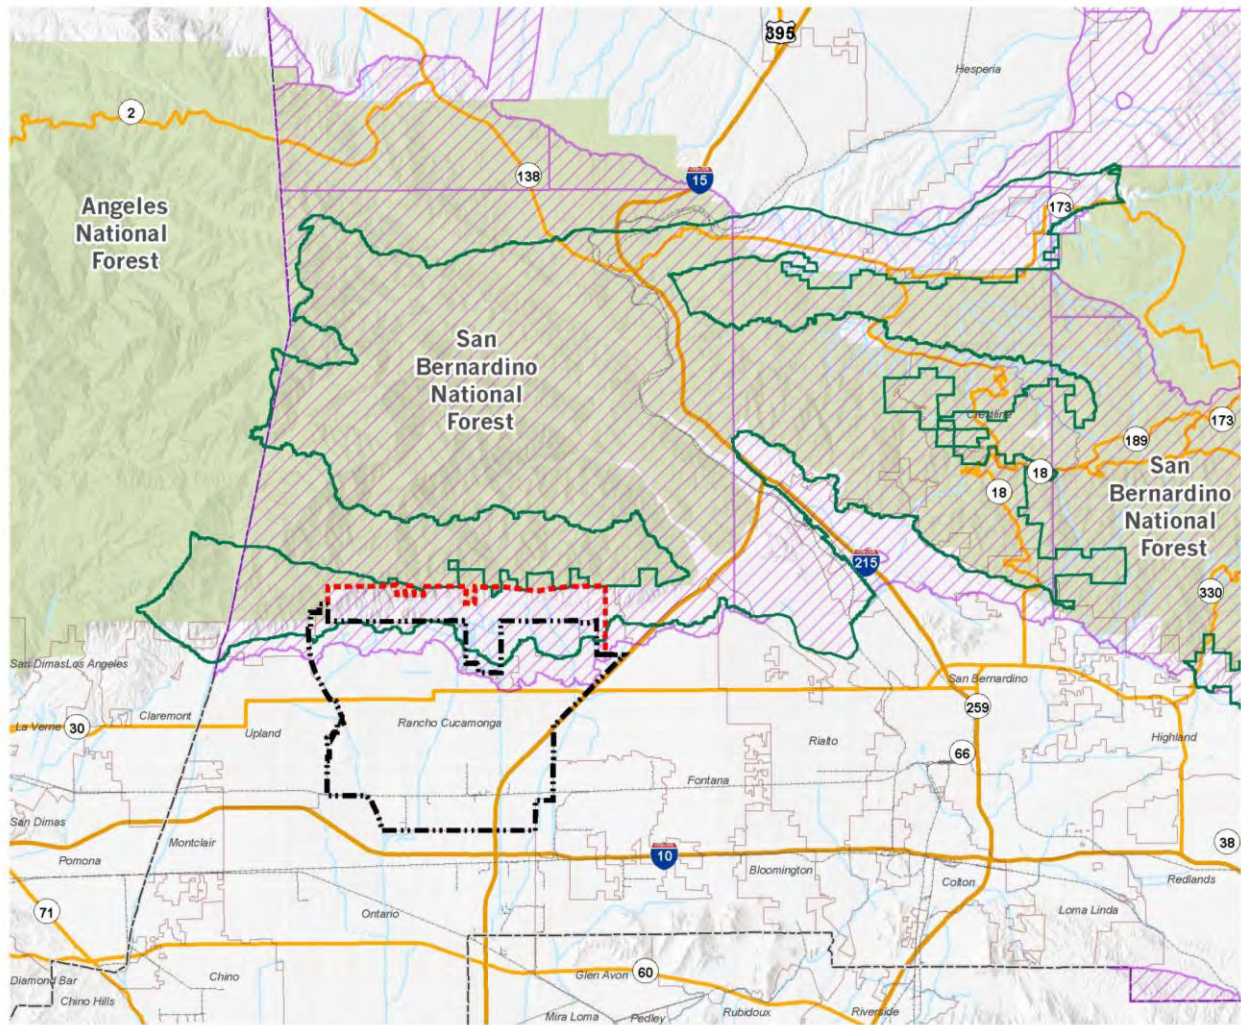 395
Hesperia
2
138
15
173
Angeles
National
Forest
San
Bernardino
National
Forest
Crestline
173
189
18
18
San
Bernardino
National
Forest
215
330
San Dimas
Los Angeles
San Bernardino
Claremont
La Verne
30
Upland
Rancho Cucamonga
259
Rialto
Highland
66
Fontana
San Dimas
Montclair
38
Pomona
10
Bloomington
Colton
Redlands
71
Ontario
Loma Linda
Diamond Bar
Chino
Glen Avon
60
Chino Hills
Mira Loma
Pedley
Rubidoux
Riverside